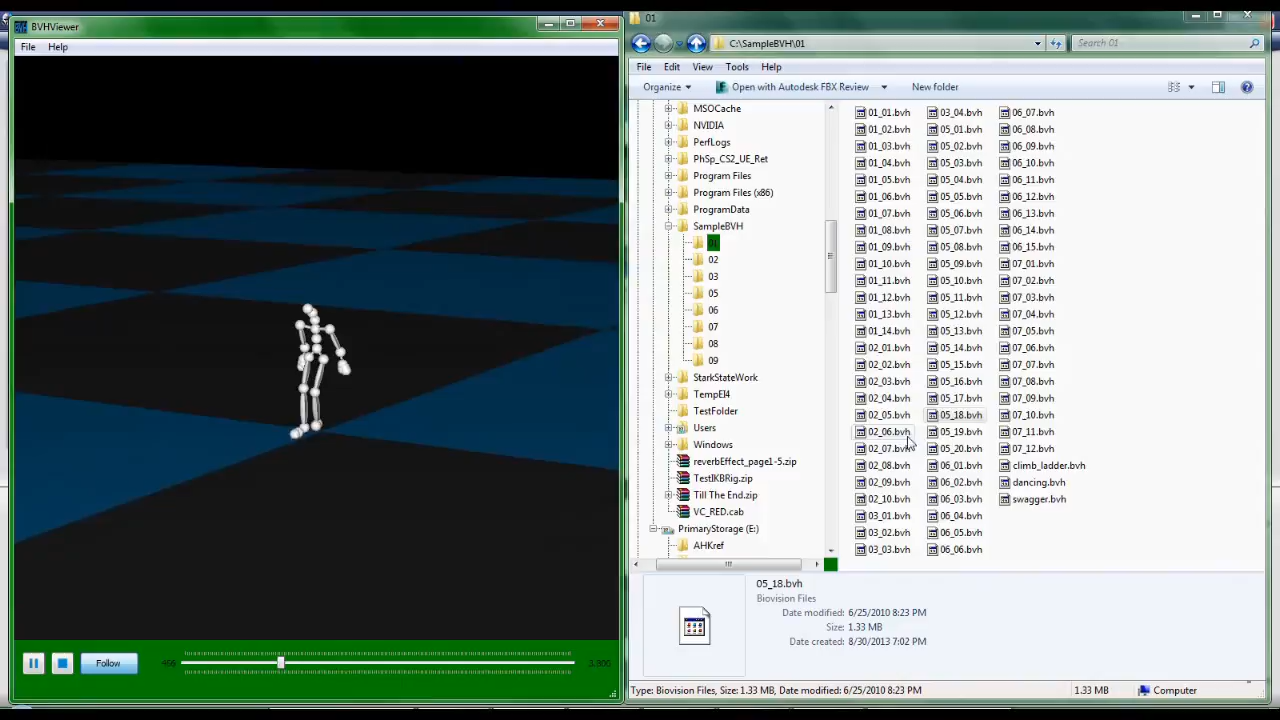 BVHViewer
File Help
Follow
466
3,806
01
C:\SampleBVH\01
Search 01
File Edit View Tools Help
Organize Open with Autodesk FBX Review New folder
MSOCache
NVIDIA
PerfLogs
PhSp_CS2_UE_Ret
Program Files
Program Files (x86)
ProgramData
SampleBVH
01
02
03
05
06
07
08
09
StarkStateWork
TempEI4
TestFolder
Users
Windows
reverbEffect_page1-5.zip
TestIKBRig.zip
Till The End.zip
VC_RED.cab
PrimaryStorage (E:)
AHKref
01_01.bvh
01_02.bvh
01_03.bvh
01_04.bvh
01_05.bvh
01_06.bvh
01_07.bvh
01_08.bvh
01_09.bvh
01_10.bvh
01_11.bvh
01_12.bvh
01_13.bvh
01_14.bvh
02_01.bvh
02_02.bvh
02_03.bvh
02_04.bvh
02_05.bvh
02_06.bvh
02_07.bvh
02_08.bvh
02_09.bvh
02_10.bvh
03_01.bvh
03_02.bvh
03_03.bvh
03_04.bvh
05_01.bvh
05_02.bvh
05_03.bvh
05_04.bvh
05_05.bvh
05_06.bvh
05_07.bvh
05_08.bvh
05_09.bvh
05_10.bvh
05_11.bvh
05_12.bvh
05_13.bvh
05_14.bvh
05_15.bvh
05_16.bvh
05_17.bvh
05_18.bvh
05_19.bvh
05_20.bvh
06_01.bvh
06_02.bvh
06_03.bvh
06_04.bvh
06_05.bvh
06_06.bvh
06_07.bvh
06_08.bvh
06_09.bvh
06_10.bvh
06_11.bvh
06_12.bvh
06_13.bvh
06_14.bvh
06_15.bvh
07_01.bvh
07_02.bvh
07_03.bvh
07_04.bvh
07_05.bvh
07_06.bvh
07_07.bvh
07_08.bvh
07_09.bvh
07_10.bvh
07_11.bvh
07_12.bvh
climb_ladder.bvh
dancing.bvh
swagger.bvh
05_18.bvh
Biovision Files
Date modified: 6/25/2010 8:23 PM
Size: 1.33 MB
Date created: 8/30/2013 7:02 PM
Type: Biovision Files, Size: 1.33 MB, Date modified: 6/25/2010 8:23 PM 1.33 MB Computer